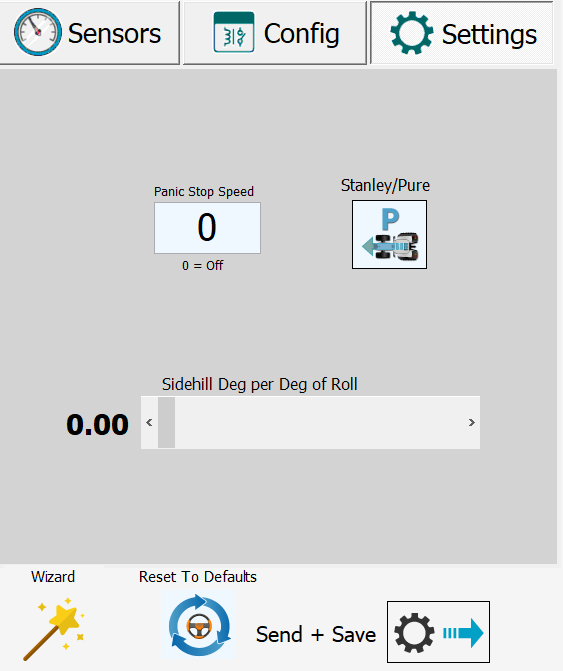 Sensors
Config
Settings
Panic Stop Speed
Stanley/Pure
0
P
0 = Off
Sidehill Deg per Deg of Roll
0.00
Wizard
Reset To Defaults
Send + Save